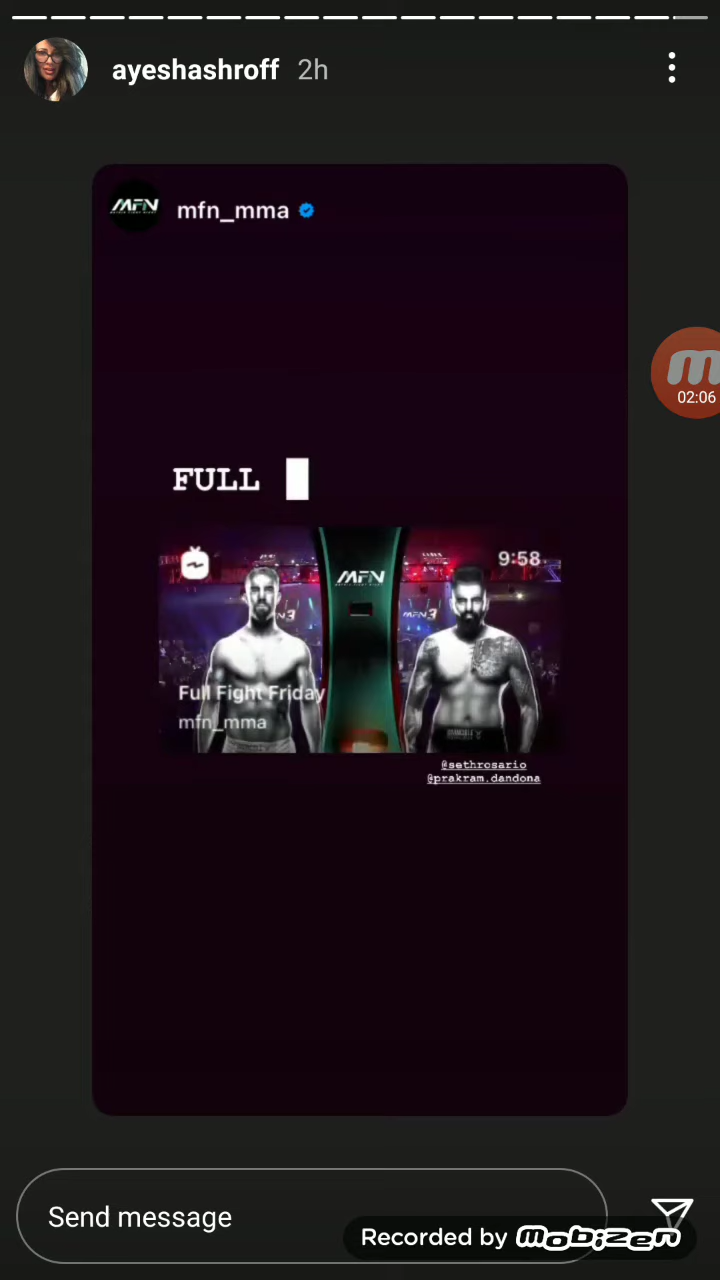 ayeshashroff 2h
MFN
mfn_mma
02:06
FULL
9:58
MFN
MFN3
Full Fight Friday
mfn_mma
@sethrosario
@prakram.dandona
Send message
Recorded by mobizen